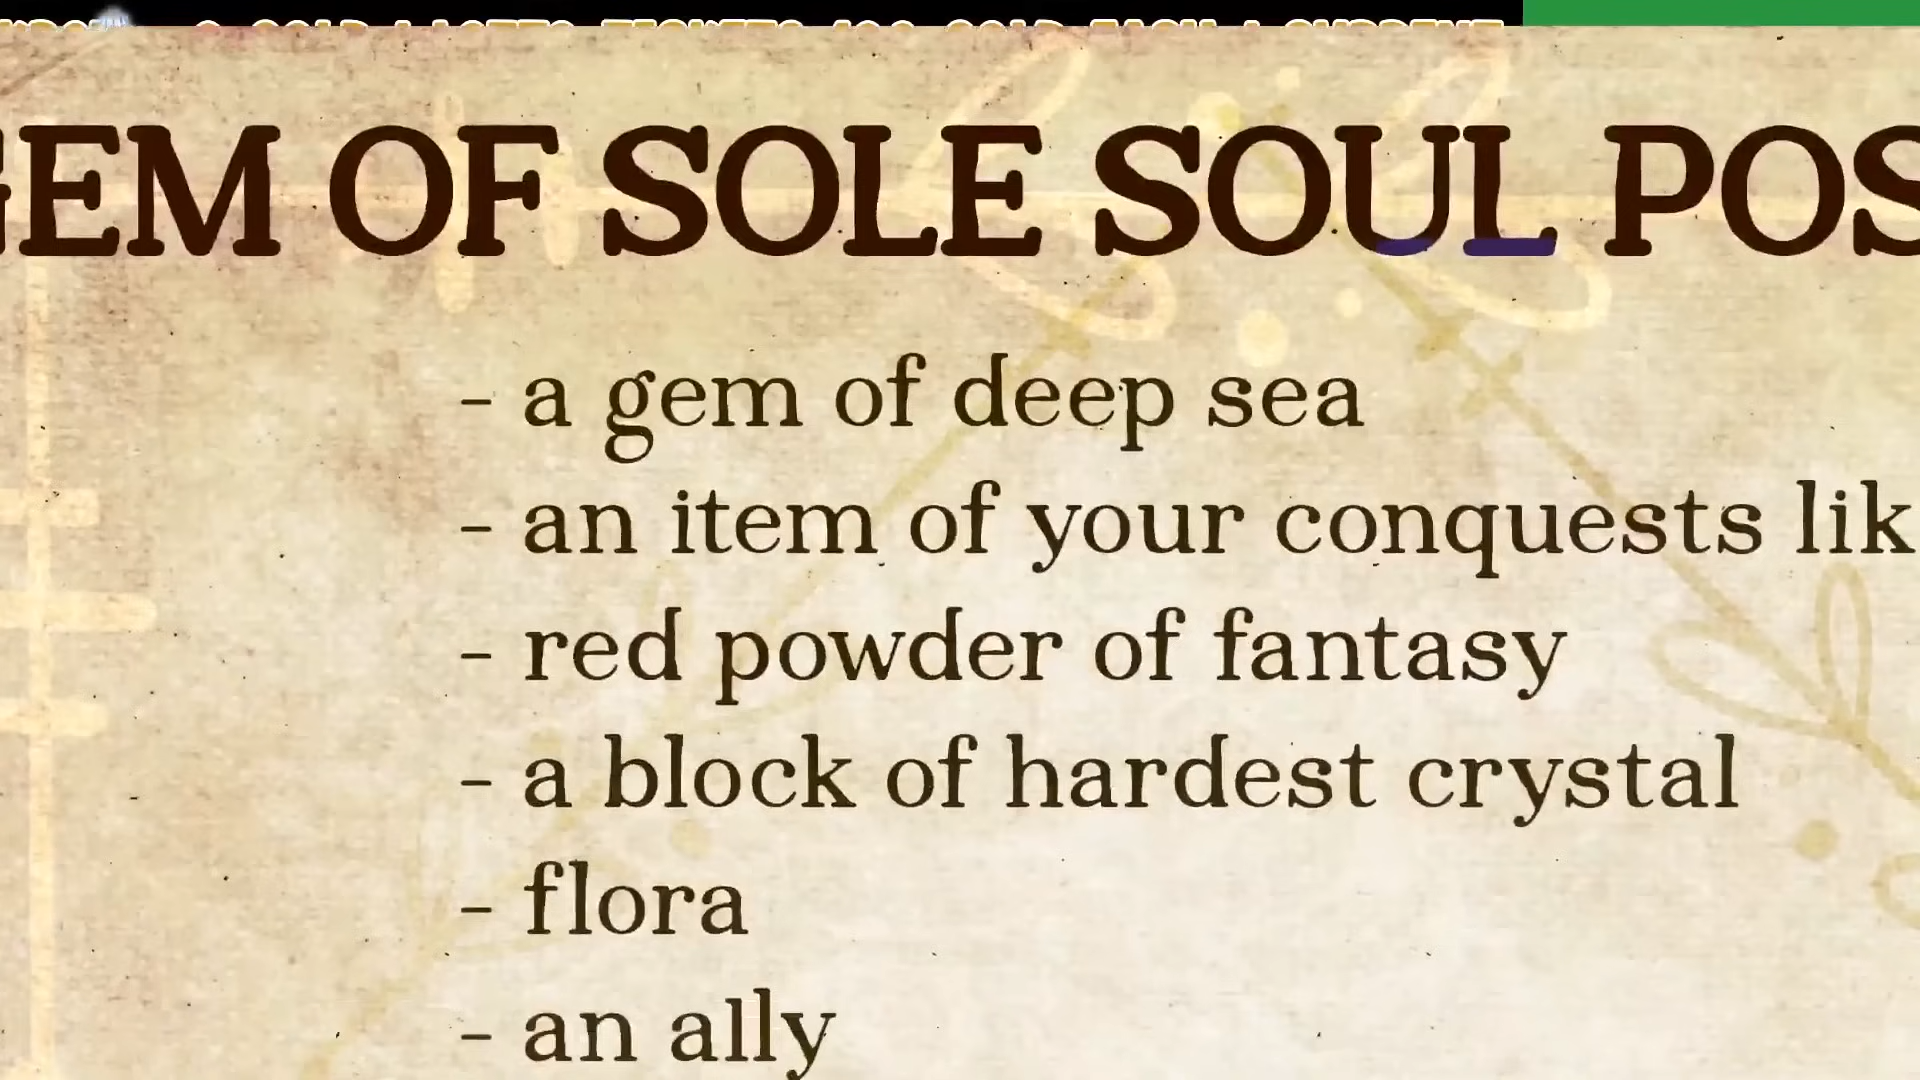 GEM OF SOLE SOUL POS
- a gem of deep sea
- an item of your conquests lik
- red powder of fantasy
- a block of hardest crystal
- flora
- an ally